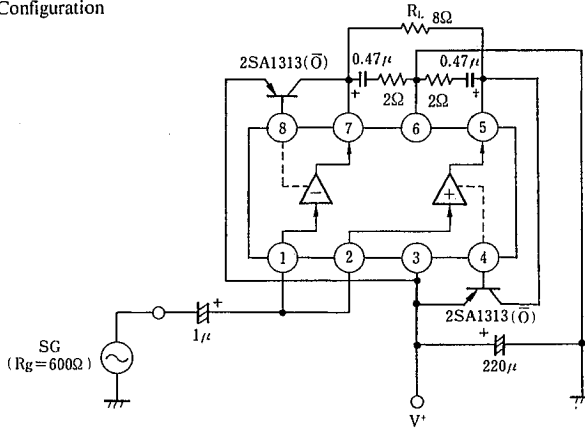 Configuration
RL 8Ω
2SA1313(Ō)
0.47μ
0.47μ
+
+
2Ω
2Ω
8
7
6
5
−
+
1
2
3
4
+
1μ
2SA1313(Ō)
SG
(Rg=600Ω)
+
220μ
V+